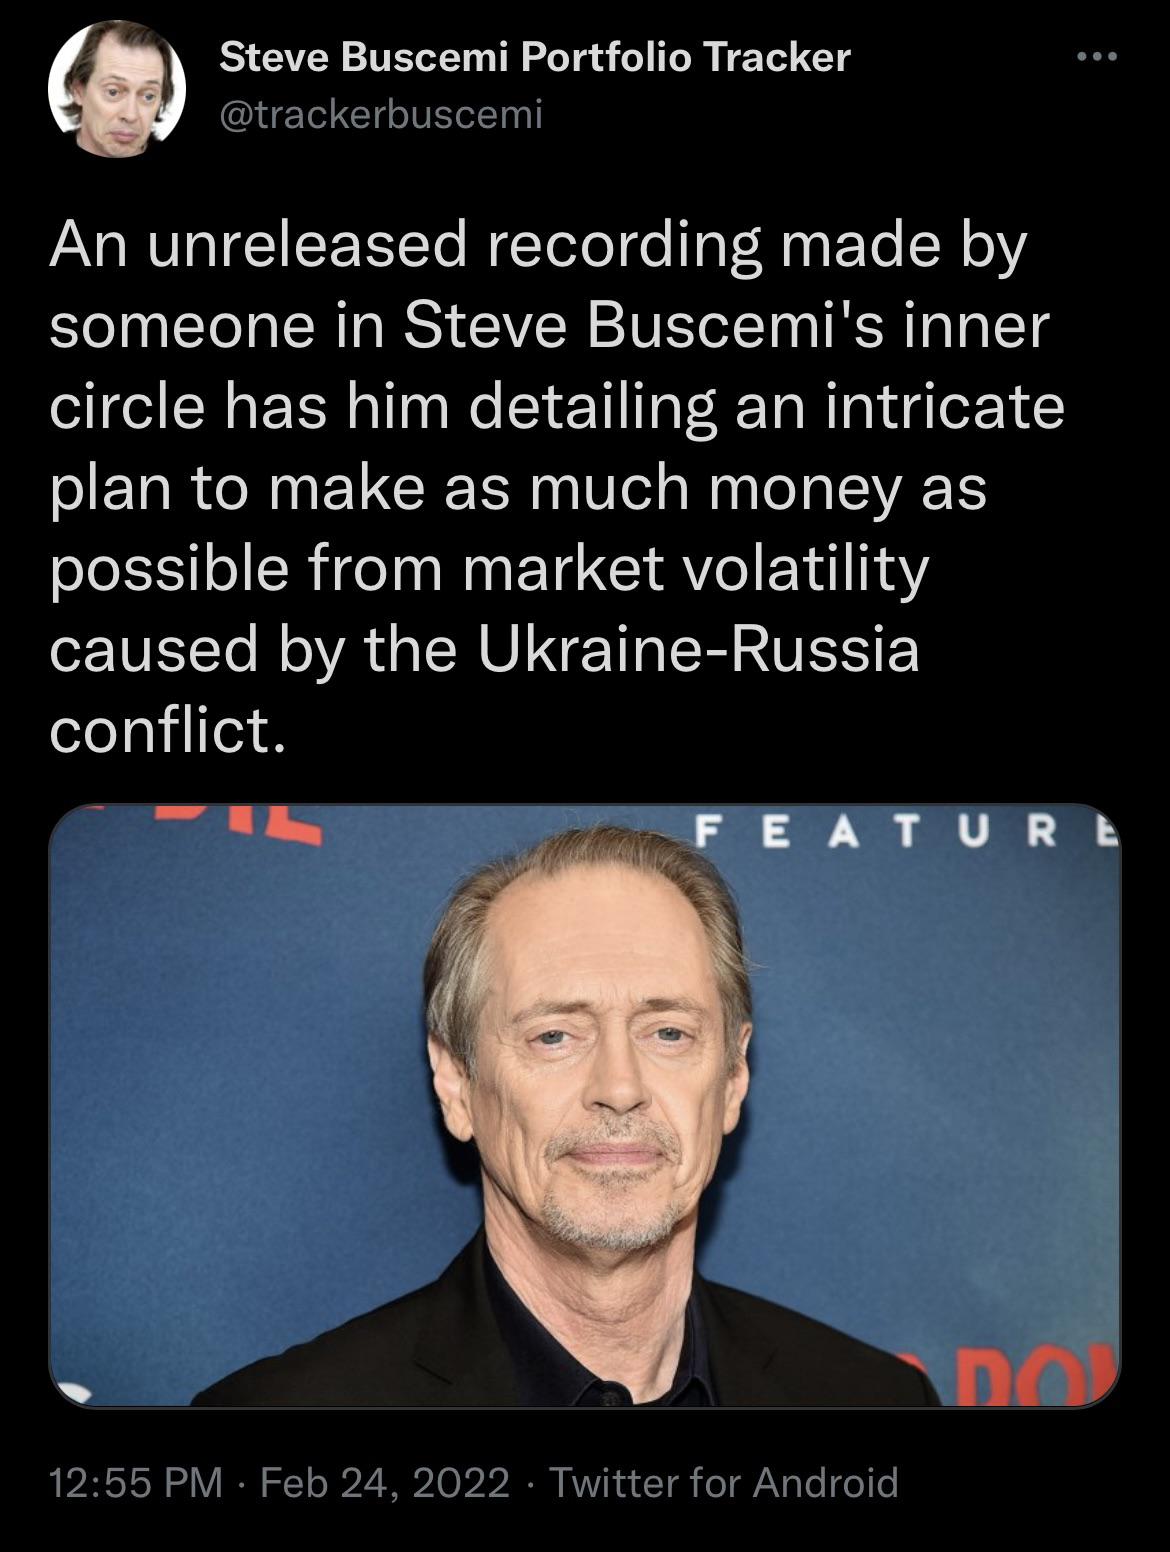 Steve Buscemi Portfolio Tracker
@trackerbuscemi
An unreleased recording made by
someone in Steve Buscemi's inner
circle has him detailing an intricate
plan to make as much money as
possible from market volatility
caused by the Ukraine-Russia
conflict.
DIE
FEATURE
12:55 PM · Feb 24, 2022 · Twitter for Android